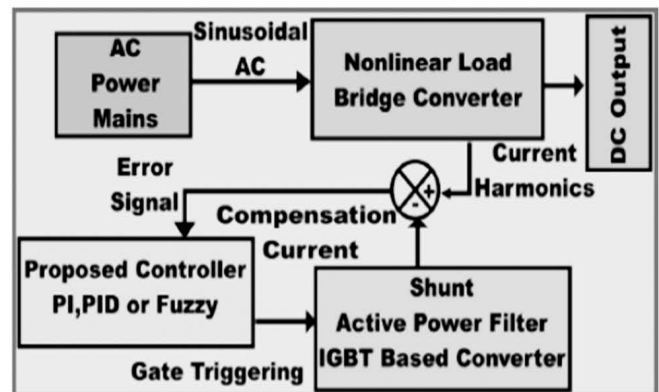 AC
Power
Mains
Sinusoidal
AC
Nonlinear Load
Bridge Converter
DC Output
Current
Harmonics
+
-
Error
Signal
Compensation
Current
Proposed Controller
PI,PID or Fuzzy
Gate Triggering
Shunt
Active Power Filter
IGBT Based Converter